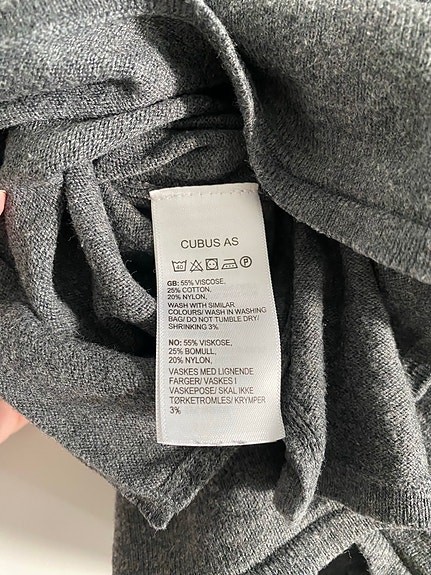 CUBUS AS
40 P
GB: 55% VISCOSE,
25% COTTON,
20% NYLON,
WASH WITH SIMILAR
COLOURS/ WASH IN WASHING
BAG/ DO NOT TUMBLE DRY/
SHRINKING 3%
NO: 55% VISKOSE,
25% BOMULL,
20% NYLON,
VASKES MED LIGNENDE
FARGER/ VASKES I
VASKEPOSE/ SKAL IKKE
TØRKETROMLES/ KRYMPER
3%